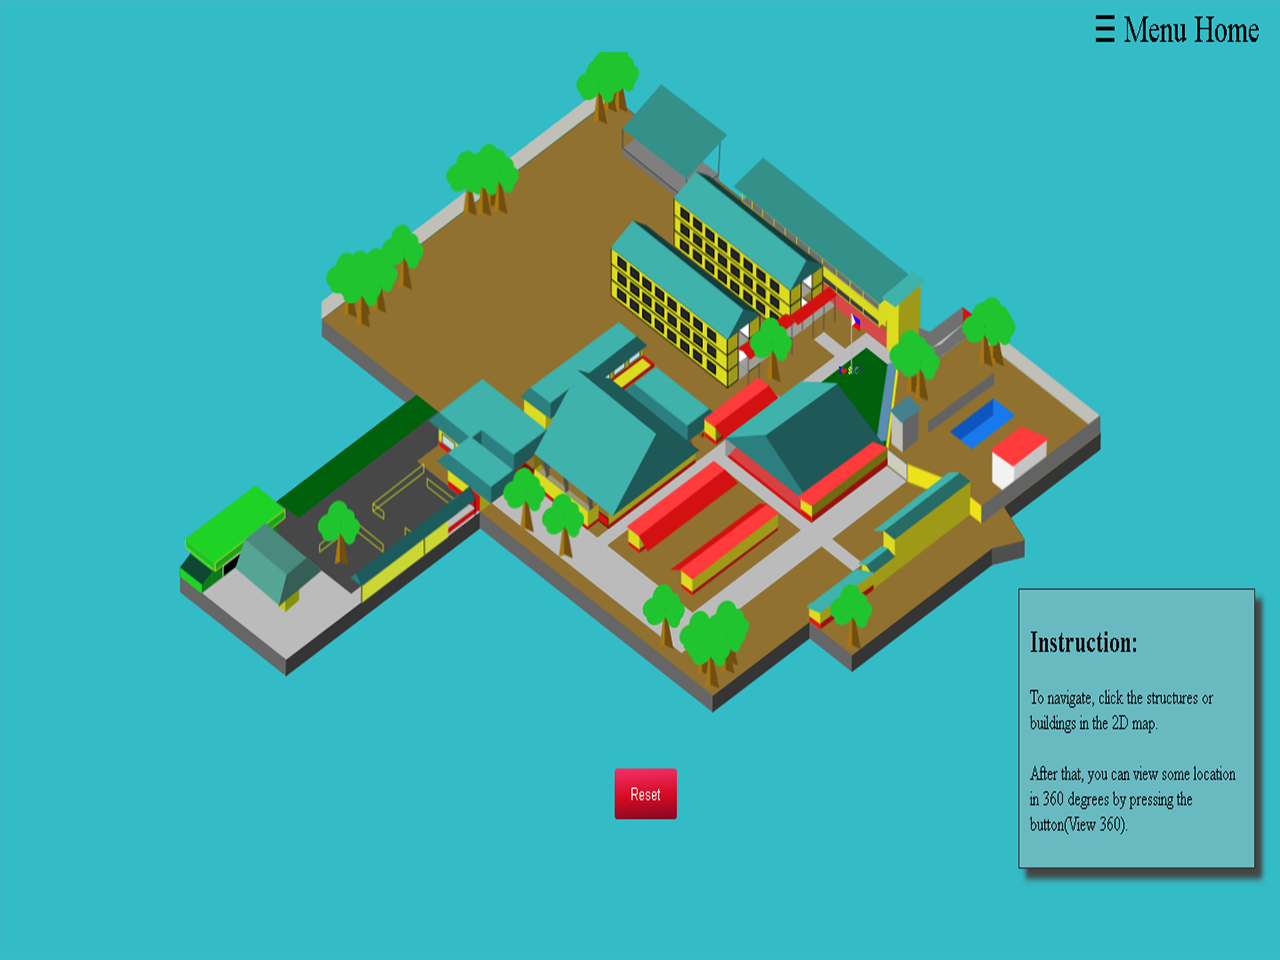 ☰ Menu Home
Instruction:
To navigate, click the structures or
buildings in the 2D map.
After that, you can view some location
in 360 degrees by pressing the
button(View 360).
Reset